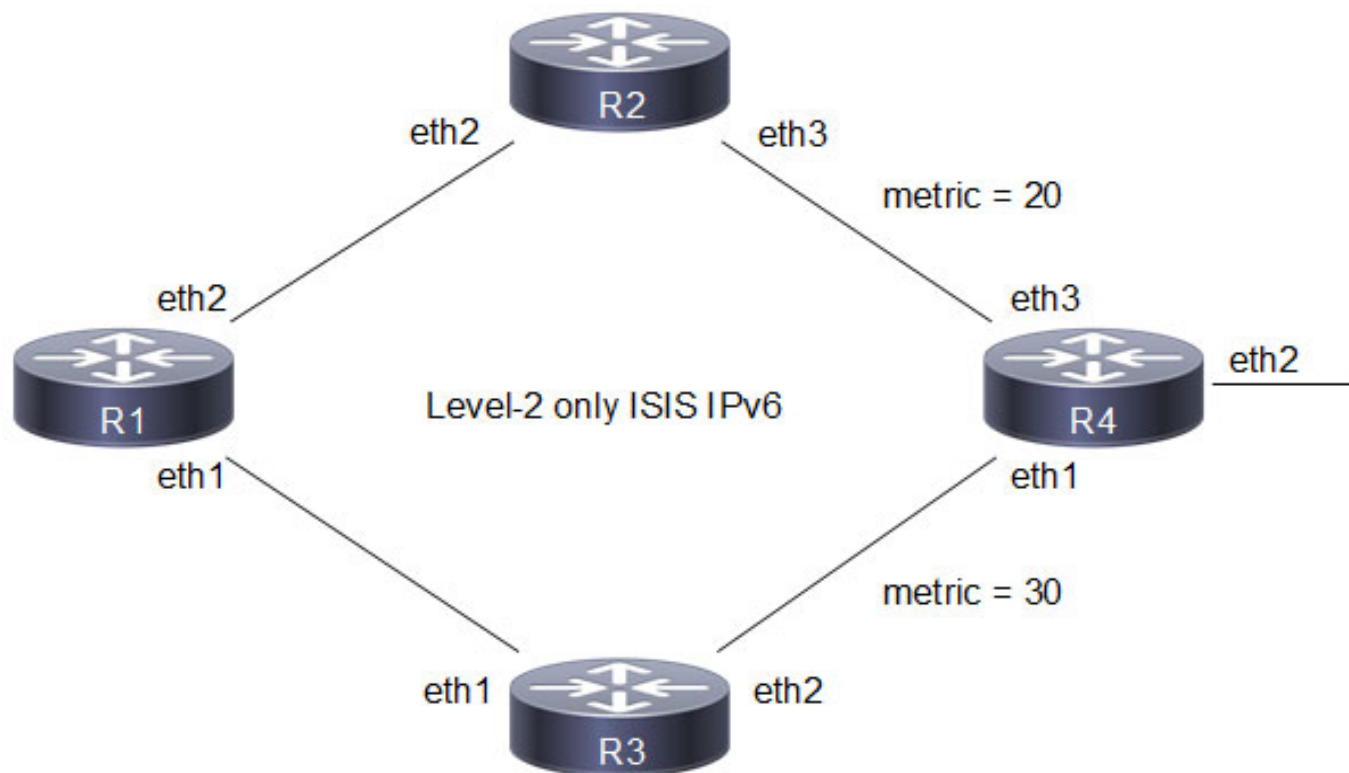 R2
eth2
eth3
metric = 20
eth2
eth3
R1
Level-2 only ISIS IPv6
R4
eth2
eth1
eth1
metric = 30
eth1
eth2
R3